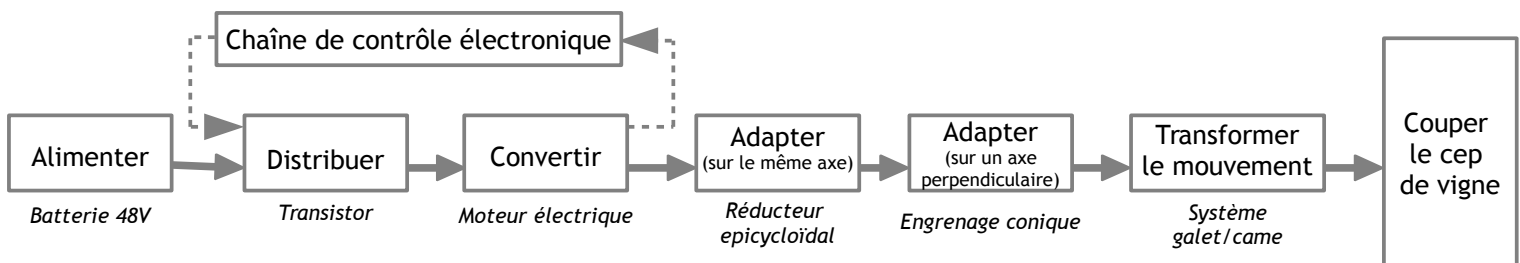 Chaîne de contrôle électronique
Alimenter
Batterie 48V
Distribuer
Transistor
Convertir
Moteur électrique
Adapter
(sur le même axe)
Réducteur
epicycloïdal
Adapter
(sur un axe
perpendiculaire)
Engrenage conique
Transformer
le mouvement
Système
galet/came
Couper
le cep
de vigne